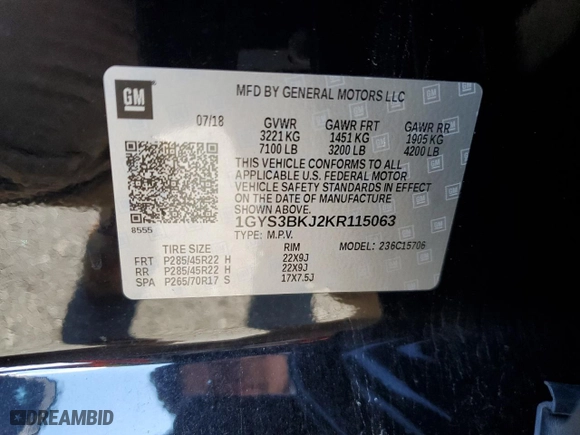 GM
MFD BY GENERAL MOTORS LLC
07/18 GVWR GAWR FRT GAWR RR
3221 KG 1451 KG 1905 KG
7100 LB 3200 LB 4200 LB
THIS VEHICLE CONFORMS TO ALL
APPLICABLE U.S. FEDERAL MOTOR
VEHICLE SAFETY STANDARDS IN EFFECT
ON THE DATE OF MANUFACTURE
SHOWN ABOVE.
8555
1GYS3BKJ2KR115063
TYPE: M.P.V. MODEL: 236C15706
TIRE SIZE RIM
FRT P285/45R22 H 22X9J
RR P285/45R22 H 22X9J
SPA P265/70R17 S 17X7.5J
DREAMBID